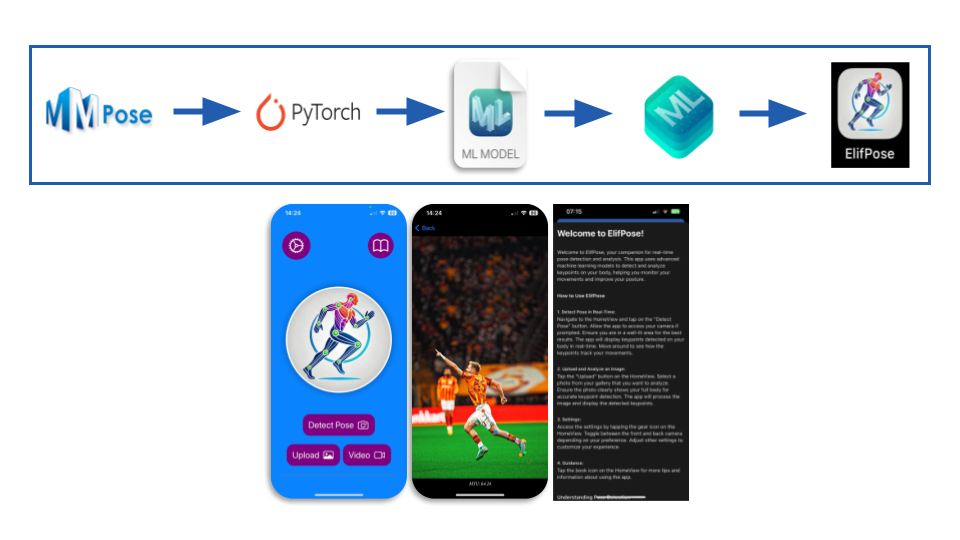 MMPose
PyTorch
ML
ML MODEL
ML
ElifPose
14:24
Detect Pose
Upload
Video
14:24
Back
07:15
Welcome to ElifPose!
Welcome to ElifPose, your companion for real-time
pose detection and analysis. This app uses advanced
machine learning models to detect and analyze
keypoints on your body, helping you monitor your
movements and improve your posture.
How to Use ElifPose
1. Detect Pose in Real-Time:
Navigate to the HomeView and tap on the "Detect
Pose" button. Allow the app to access your camera if
prompted. Ensure you are in a well-lit area for the best
results. The app will display keypoints detected on your
body in real-time. Move around to see how the
keypoints track your movements.
2. Upload and Analyze an Image:
Tap the "Upload" button on the HomeView. Select a
photo from your gallery that you want to analyze.
Ensure the photo clearly shows your full body for
accurate keypoint detection. The app will process the
image and display the detected keypoints.
3. Settings:
Access the settings by tapping the gear icon on the
HomeView. Toggle between the front and back camera
depending on your preference. Adjust other settings to
customize your experience.
4. Guidance:
Tap the book icon on the HomeView for more tips and
information about using the app.
Understanding